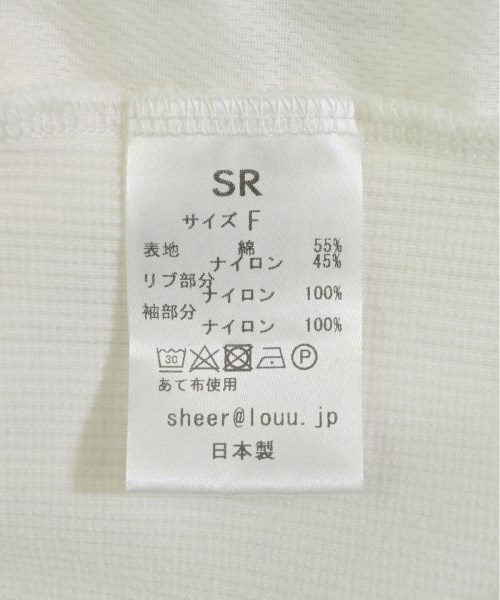 SR
サイズ F
表地 綿 55%
ナイロン 45%
リブ部分
ナイロン 100%
袖部分
ナイロン 100%
30 P
あて布使用
sheer@louu.jp
日本製